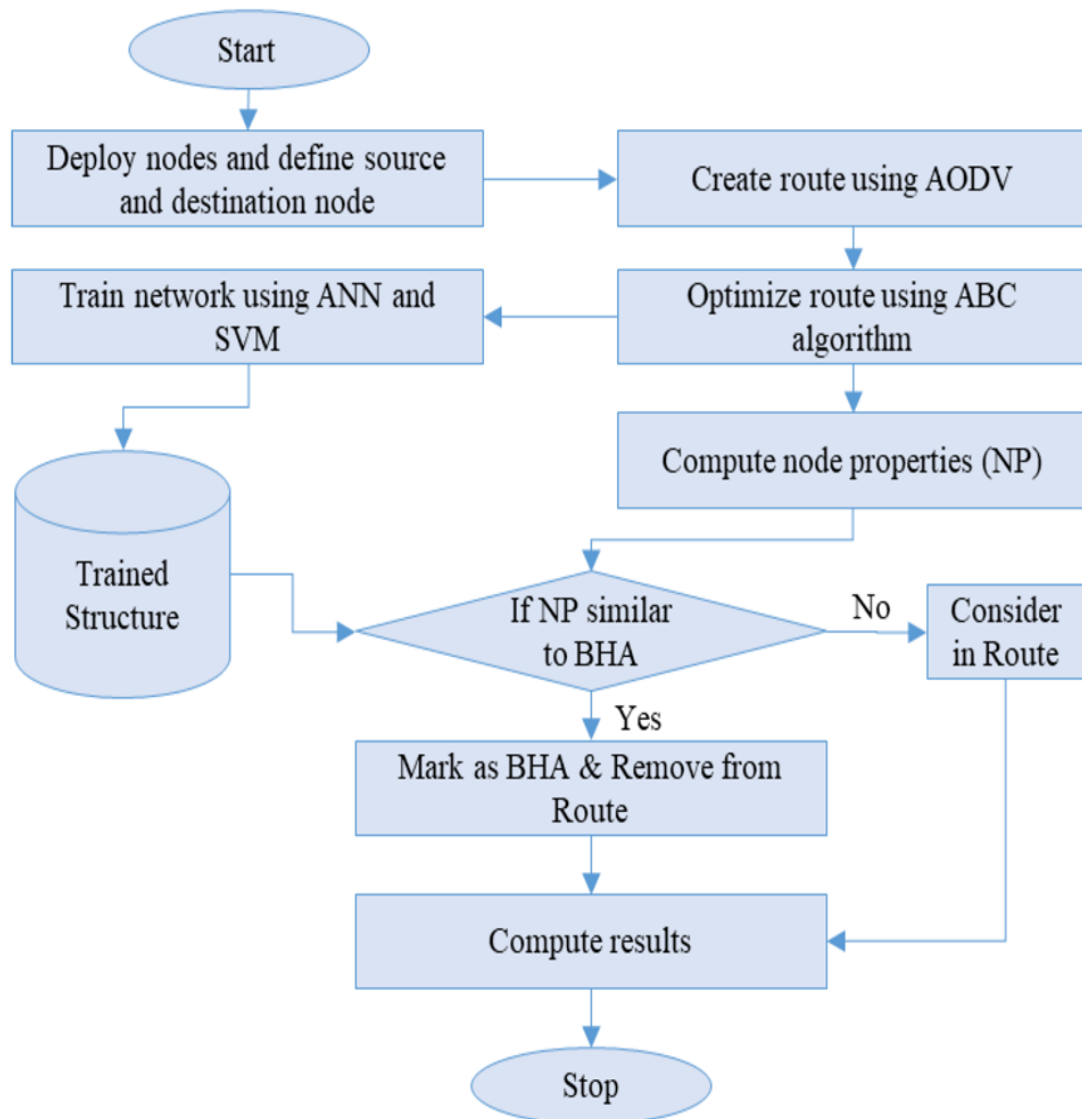 Start
Deploy nodes and define source
and destination node
Create route using AODV
Train network using ANN and
SVM
Optimize route using ABC
algorithm
Compute node properties (NP)
Trained
Structure
If NP similar
to BHA
No
Consider
in Route
Yes
Mark as BHA & Remove from
Route
Compute results
Stop